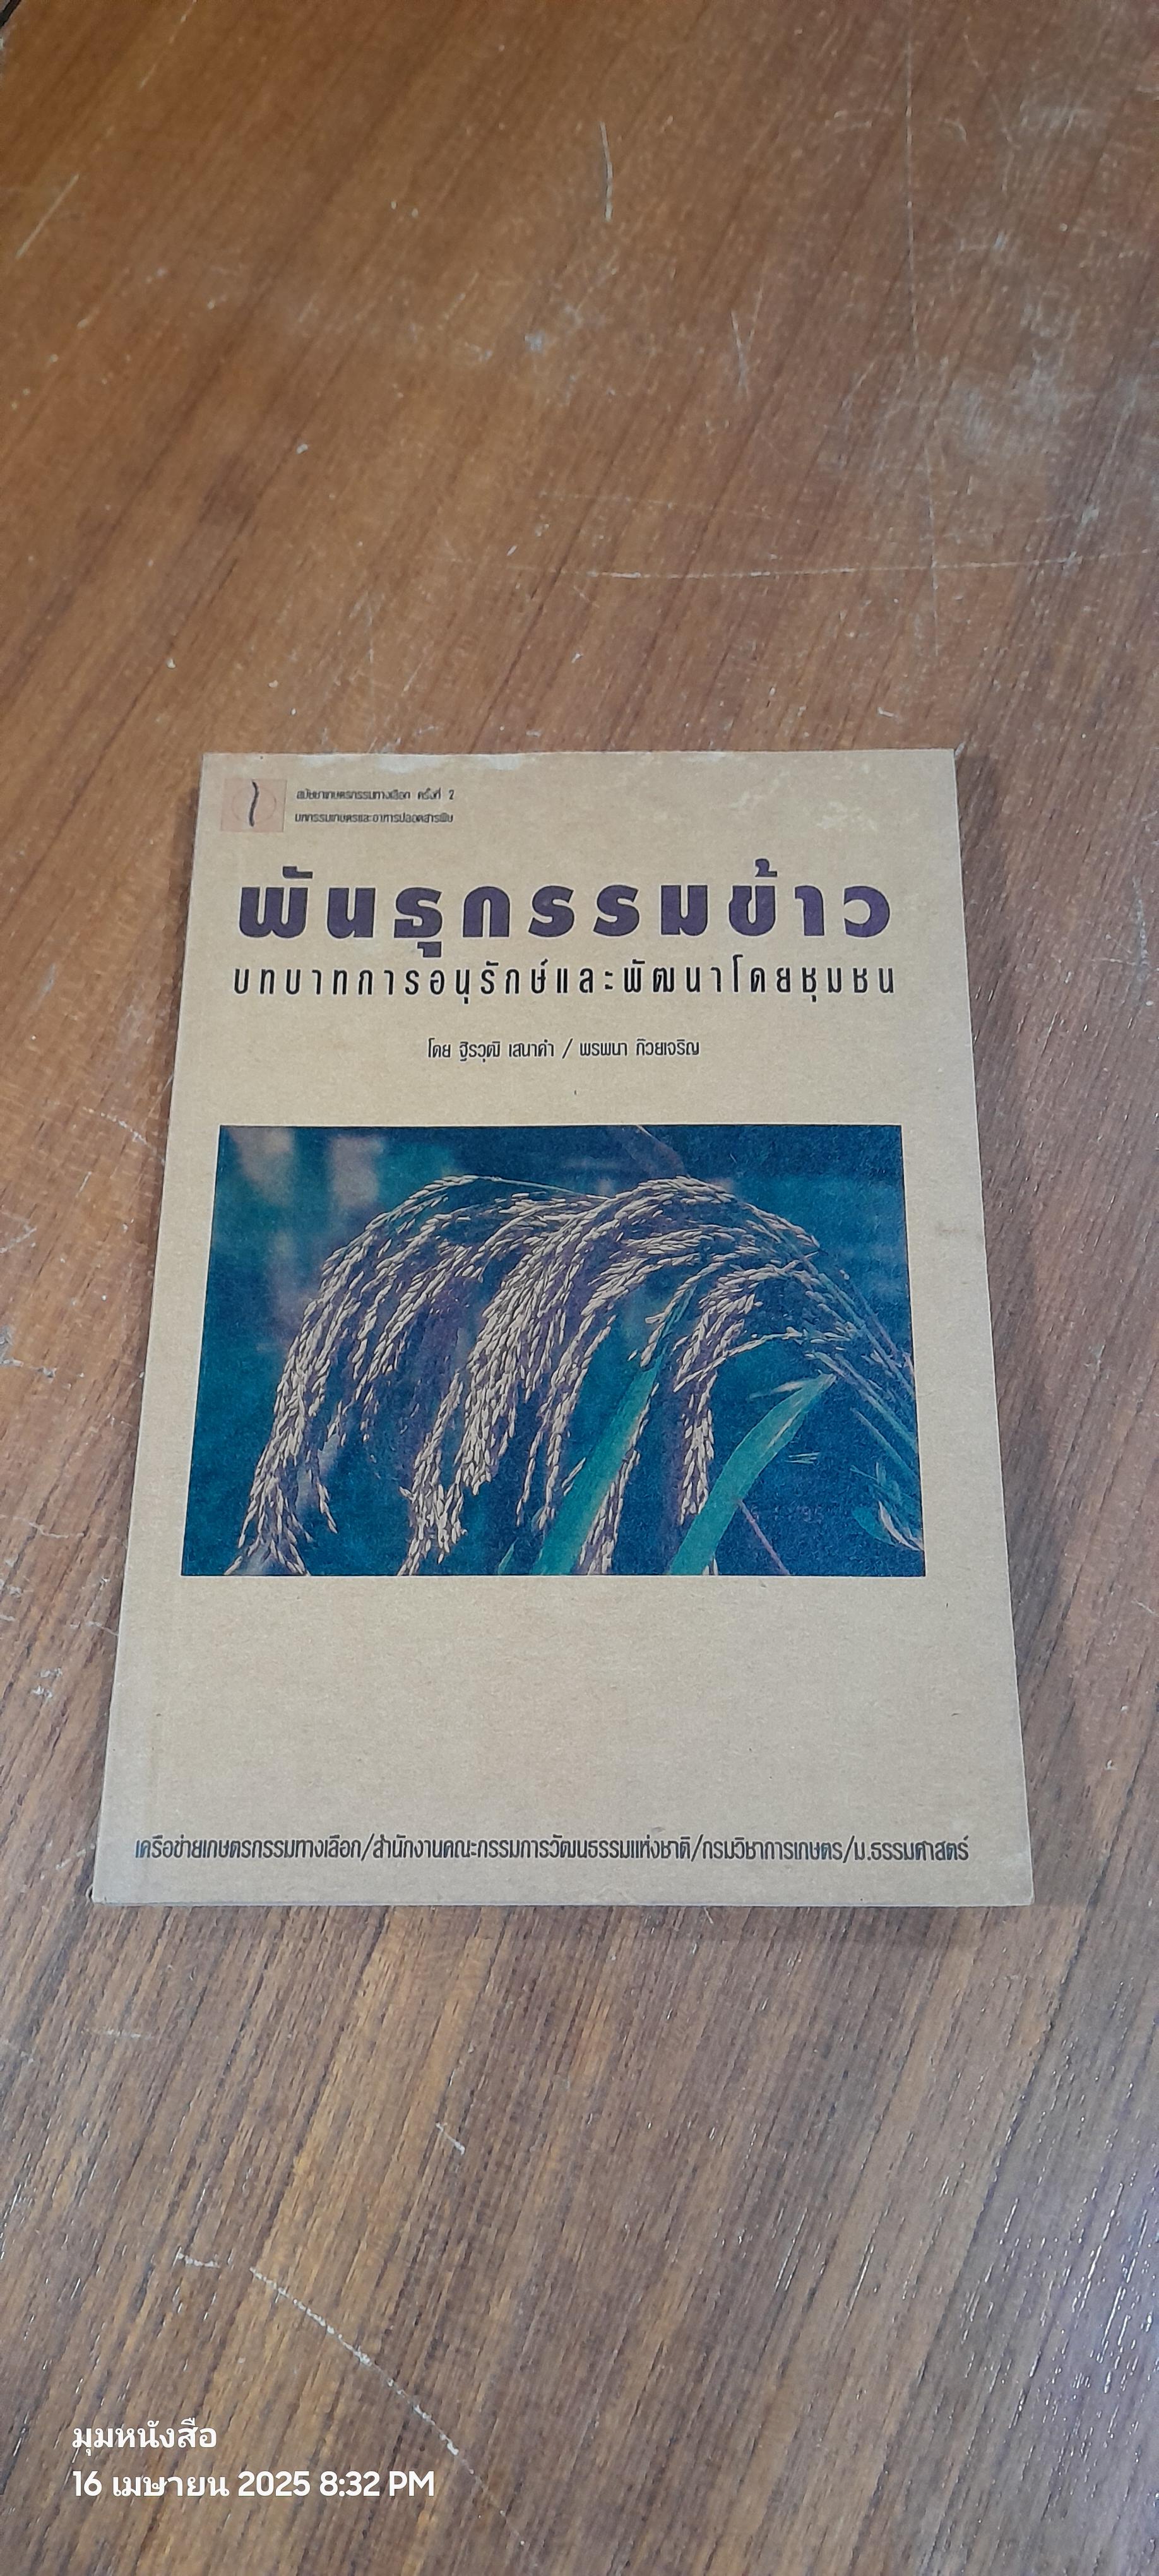 สมัชชาเกษตรกรรมทางเลือก ครั้งที่ 2
มหกรรมเกษตรและอาหารปลอดสารพิษ
พันธุกรรมข้าว
บทบาทการอนุรักษ์และพัฒนาโดยชุมชน
โดย ฐิรวุฒิ เสนาคำ / พรพนา ก๊วยเจริญ
เครือข่ายเกษตรกรรมทางเลือก/สำนักงานคณะกรรมการวัฒนธรรมแห่งชาติ/กรมวิชาการเกษตร/ม.ธรรมศาสตร์
มุมหนังสือ
16 เมษายน 2025 8:32 PM